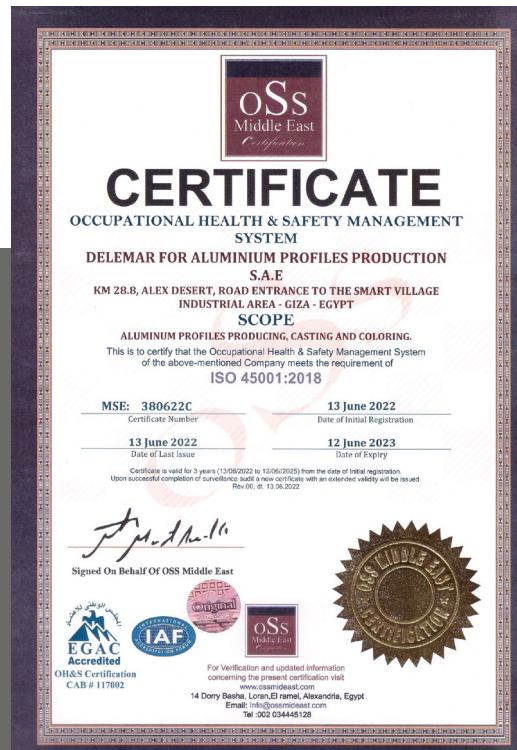 oSs
Middle East
Certification
CERTIFICATE
OCCUPATIONAL HEALTH & SAFETY MANAGEMENT
SYSTEM
DELEMAR FOR ALUMINIUM PROFILES PRODUCTION
S.A.E
KM 28.8, ALEX DESERT, ROAD ENTRANCE TO THE SMART VILLAGE
INDUSTRIAL AREA - GIZA - EGYPT
SCOPE
ALUMINUM PROFILES PRODUCING, CASTING AND COLORING.
This is to certify that the Occupational Health & Safety Management System
of the above-mentioned Company meets the requirement of
ISO 45001:2018
MSE: 380622C
Certificate Number
13 June 2022
Date of Initial Registration
13 June 2022
Date of Last Issue
12 June 2023
Date of Expiry
Certificate is valid for 3 years (13/06/2022 to 12/06//2025) from the date of Initial registration.
Upon successful completion of surveillance audit a new certificate with an extended validity will be issued.
Rev.00, dt. 13.06.2022
Signed On Behalf Of OSS Middle East
Original
المجلس الوطني للاعتماد
EGAC
Accredited
OH&S Certification
CAB # 117002
INTERNATIONAL
IAF
ACCREDITATION FORUM
oSs
Middle East
Certification
OSS MIDDLE EAST
CERTIFICATION
For Verification and updated information
concerning the present certification visit
www.ossmideast.com
14 Dorry Basha, Loran,El ramel, Alexandria, Egypt
Email: Info@ossmideast.com
Tel :002 034445128